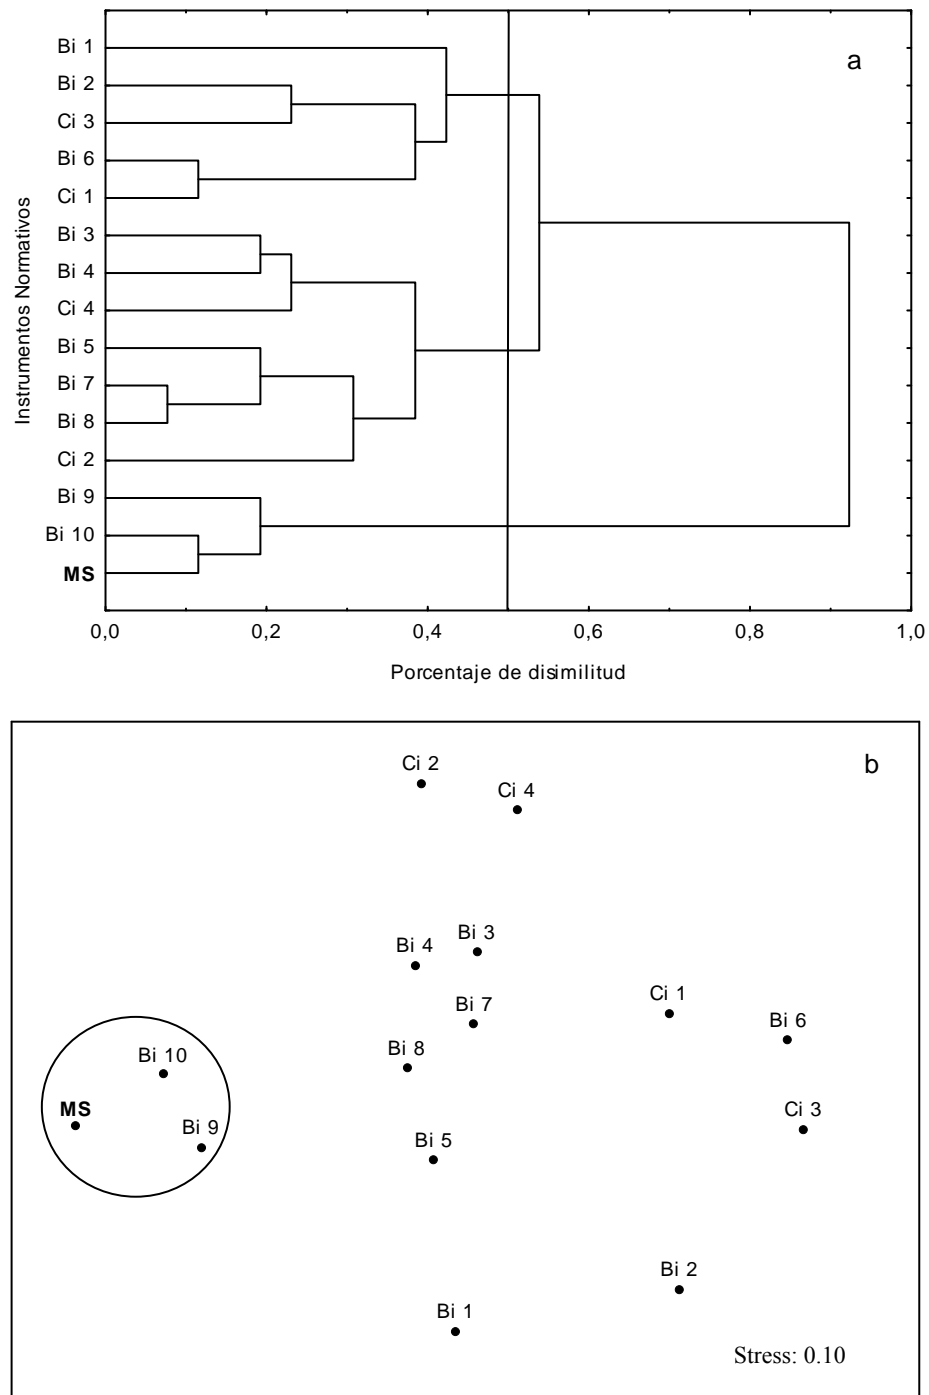 a
Bi 1
Bi 2
Ci 3
Bi 6
Ci 1
Bi 3
Bi 4
Ci 4
Bi 5
Bi 7
Bi 8
Ci 2
Bi 9
Bi 10
MS
Instrumentos Normativos
0,0 0,2 0,4 0,6 0,8 1,0
Porcentaje de disimilitud
b
Ci 2
Ci 4
Bi 3
Bi 4
Ci 1
Bi 7
Bi 6
Bi 8
Bi 10
MS
Ci 3
Bi 9
Bi 5
Bi 2
Bi 1
Stress: 0.10